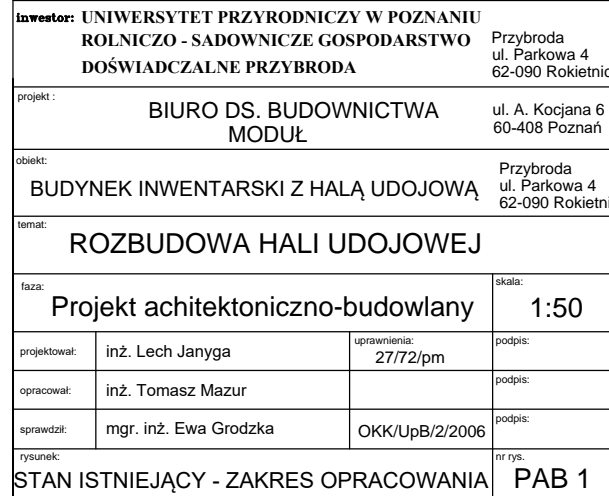 inwestor: UNIWERSYTET PRZYRODNICZY W POZNANIU
ROLNICZO - SADOWNICZE GOSPODARSTWO
DOŚWIADCZALNE PRZYBRODA
Przybroda
ul. Parkowa 4
62-090 Rokietnic
projekt :
BIURO DS. BUDOWNICTWA
MODUŁ
ul. A. Kocjana 6
60-408 Poznań
obiekt:
BUDYNEK INWENTARSKI Z HALĄ UDOJOWĄ
Przybroda
ul. Parkowa 4
62-090 Rokietni
temat:
ROZBUDOWA HALI UDOJOWEJ
faza:
Projekt achitektoniczno-budowlany
skala:
1:50
projektował: inż. Lech Janyga
uprawnienia:
27/72/pm
podpis:
opracował: inż. Tomasz Mazur
podpis:
sprawdził: mgr. inż. Ewa Grodzka OKK/UpB/2/2006
podpis:
rysunek:
STAN ISTNIEJĄCY - ZAKRES OPRACOWANIA
nr rys.
PAB 1